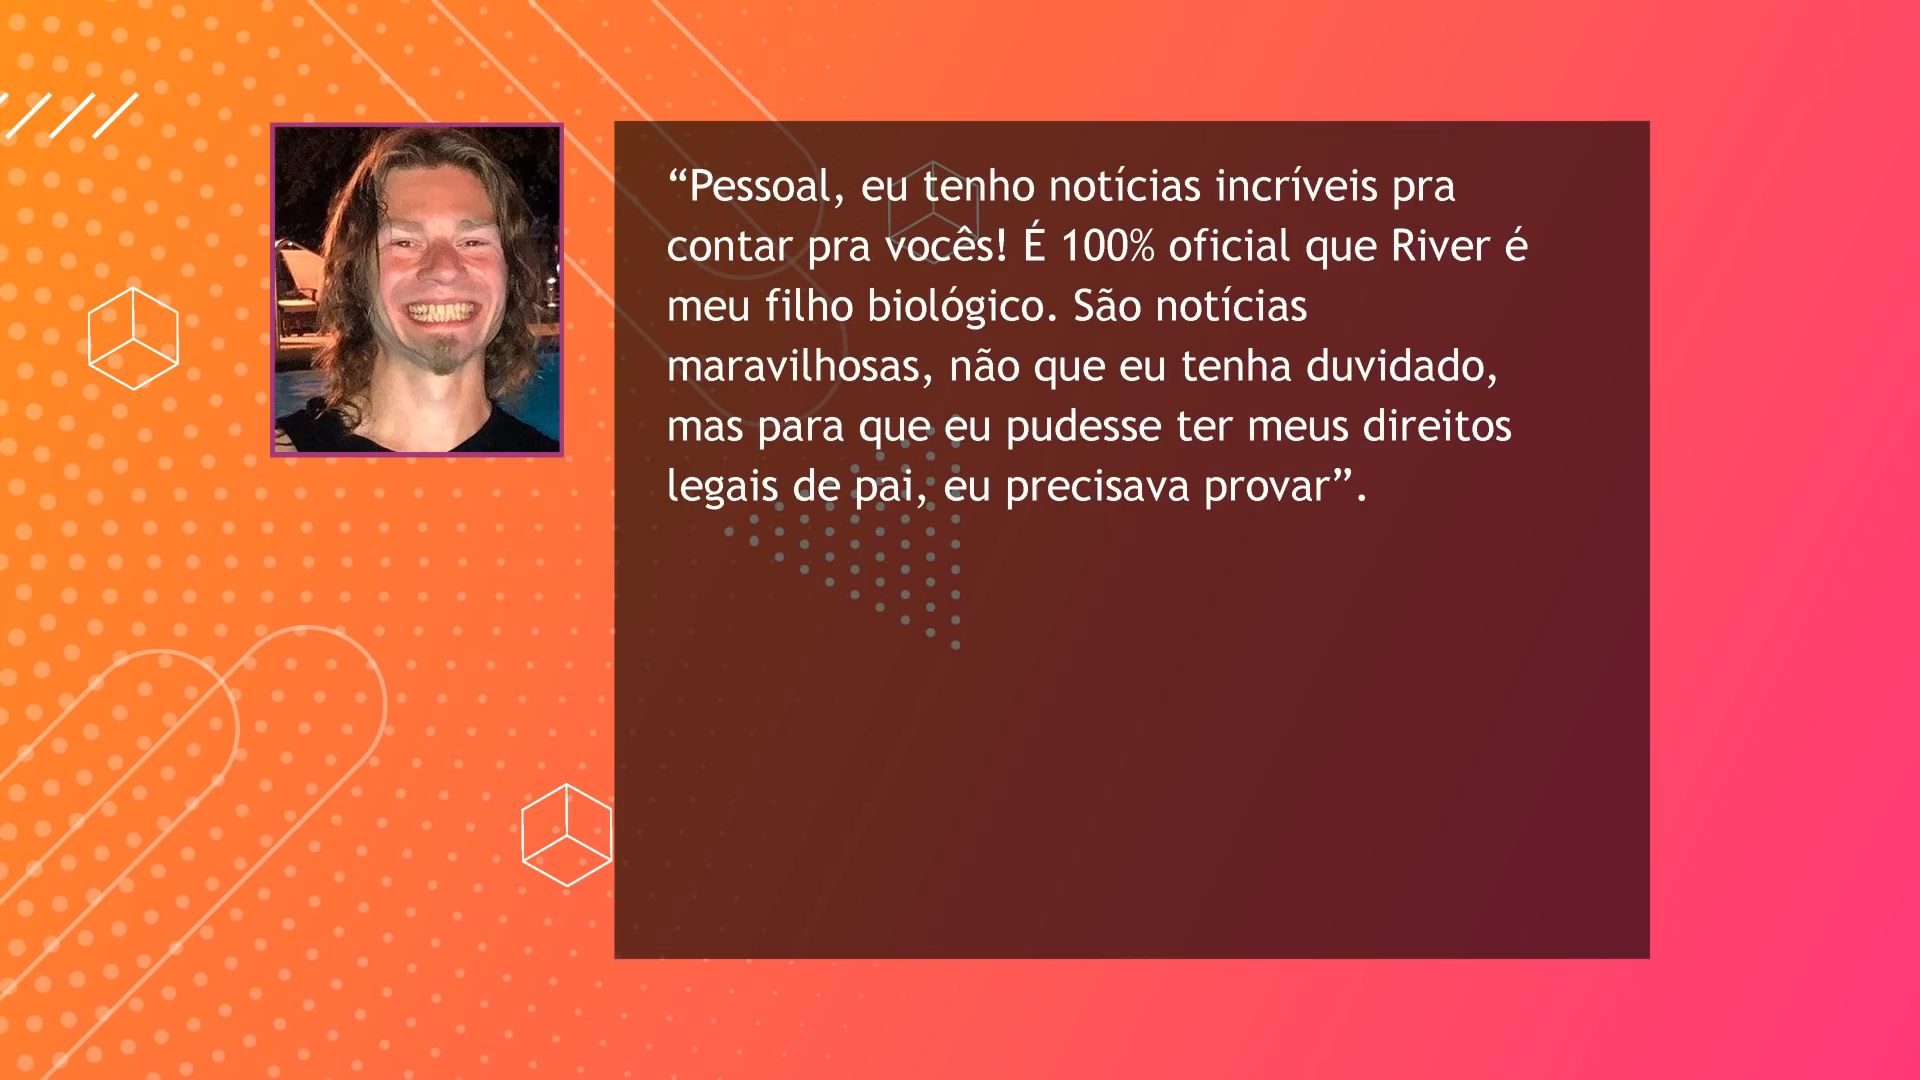 “Pessoal, eu tenho notícias incríveis pra
contar pra vocês! É 100% oficial que River é
meu filho biológico. São notícias
maravilhosas, não que eu tenha duvidado,
mas para que eu pudesse ter meus direitos
legais de pai, eu precisava provar”.